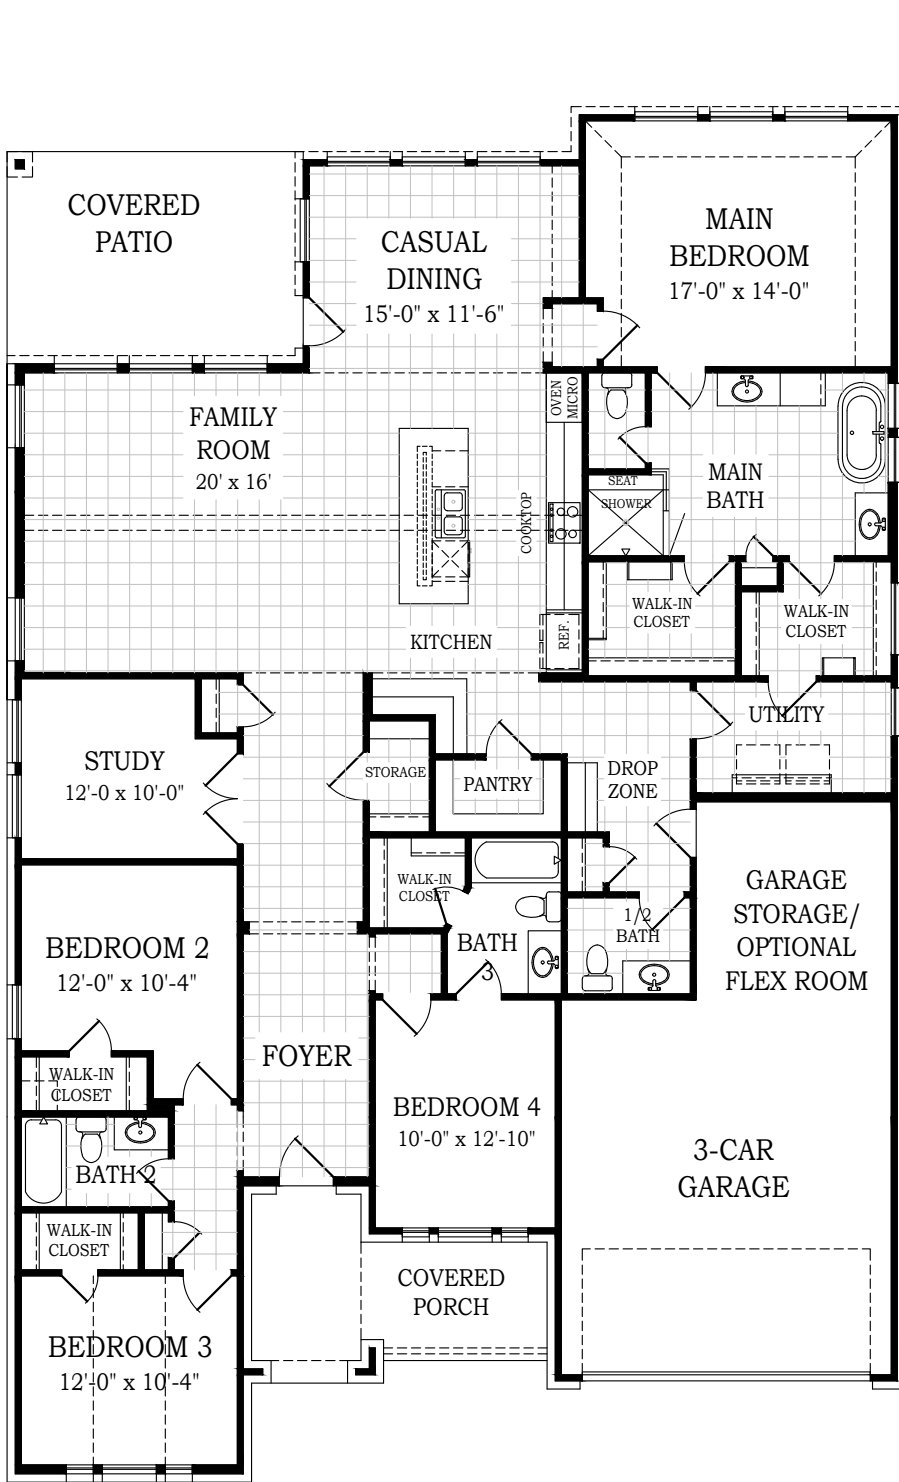 COVERED
PATIO
CASUAL
DINING
15'-0" x 11'-6"
MAIN
BEDROOM
17'-0" x 14'-0"
FAMILY
ROOM
20' x 16'
OVEN
MICRO
COOKTOP
REF.
KITCHEN
SEAT
SHOWER
MAIN
BATH
WALK-IN
CLOSET
WALK-IN
CLOSET
STUDY
12'-0 x 10'-0"
STORAGE
PANTRY
DROP
ZONE
UTILITY
WALK-IN
CLOSET
BATH
3
1/2
BATH
GARAGE
STORAGE/
OPTIONAL
FLEX ROOM
BEDROOM 2
12'-0" x 10'-4"
WALK-IN
CLOSET
FOYER
BEDROOM 4
10'-0" x 12'-10"
BATH 2
3-CAR
GARAGE
WALK-IN
CLOSET
COVERED
PORCH
BEDROOM 3
12'-0" x 10'-4"